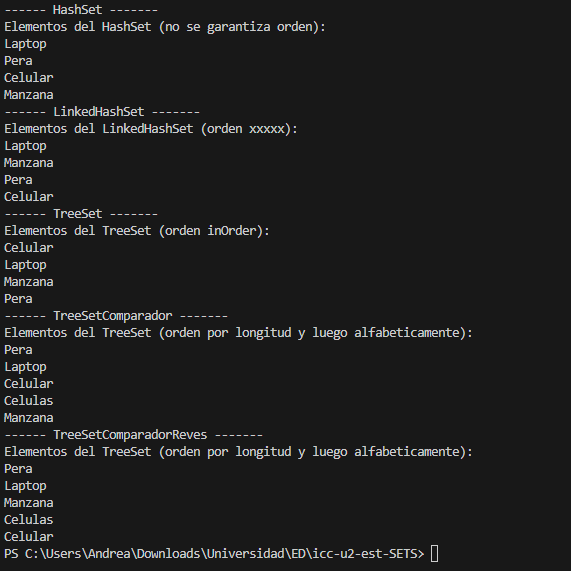 ------ HashSet -------
Elementos del HashSet (no se garantiza orden):
Laptop
Pera
Celular
Manzana
------ LinkedHashSet -------
Elementos del LinkedHashSet (orden xxxxx):
Laptop
Manzana
Pera
Celular
------ TreeSet -------
Elementos del TreeSet (orden inOrder):
Celular
Laptop
Manzana
Pera
------ TreeSetComparador -------
Elementos del TreeSet (orden por longitud y luego alfabeticamente):
Pera
Laptop
Celular
Celulas
Manzana
------ TreeSetComparadorReves -------
Elementos del TreeSet (orden por longitud y luego alfabeticamente):
Pera
Laptop
Manzana
Celulas
Celular
PS C:\Users\Andrea\Downloads\Universidad\ED\icc-u2-est-SETS>